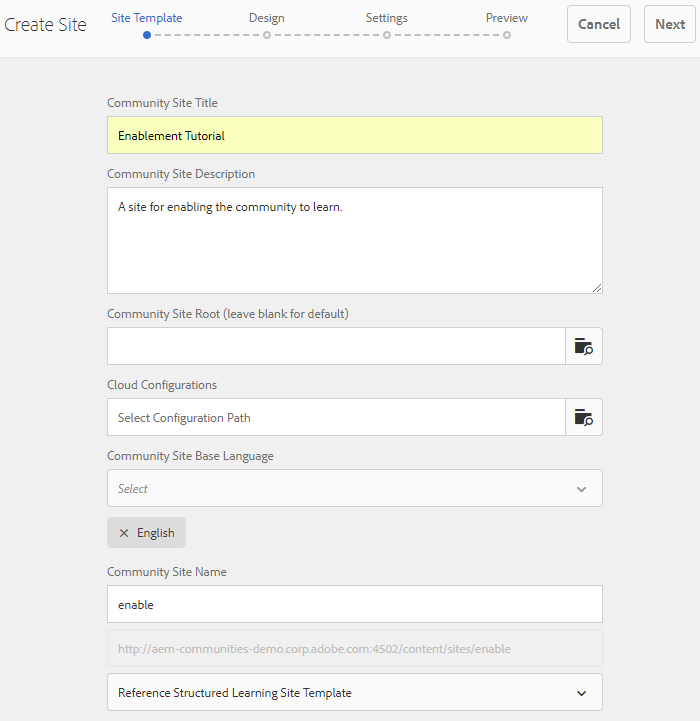 Create Site
Site Template
Design
Settings
Preview
Cancel
Next
Community Site Title
Enablement Tutorial
Community Site Description
A site for enabling the community to learn.
Community Site Root (leave blank for default)
Cloud Configurations
Select Configuration Path
Community Site Base Language
Select
× English
Community Site Name
enable
http://aem-communities-demo.corp.adobe.com:4502/content/sites/enable
Reference Structured Learning Site Template